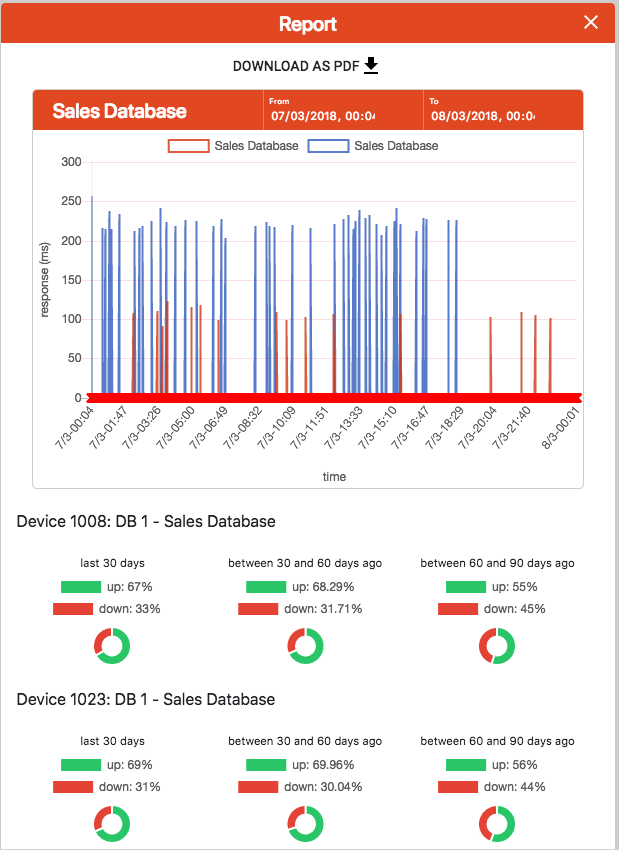 Report
DOWNLOAD AS PDF
Sales Database
From
07/03/2018, 00:04
To
08/03/2018, 00:04
Sales Database Sales Database
300
250
200
150
100
50
0
response (ms)
7/3-00:04 7/3-01:47 7/3-03:26 7/3-05:00 7/3-06:49 7/3-08:32 7/3-10:09 7/3-11:51 7/3-13:33 7/3-15:10 7/3-16:47 7/3-18:29 7/3-20:04 7/3-21:40 8/3-00:01
time
Device 1008: DB 1 - Sales Database
last 30 days between 30 and 60 days ago between 60 and 90 days ago
up: 67% up: 68.29% up: 55%
down: 33% down: 31.71% down: 45%
Device 1023: DB 1 - Sales Database
last 30 days between 30 and 60 days ago between 60 and 90 days ago
up: 69% up: 69.96% up: 56%
down: 31% down: 30.04% down: 44%